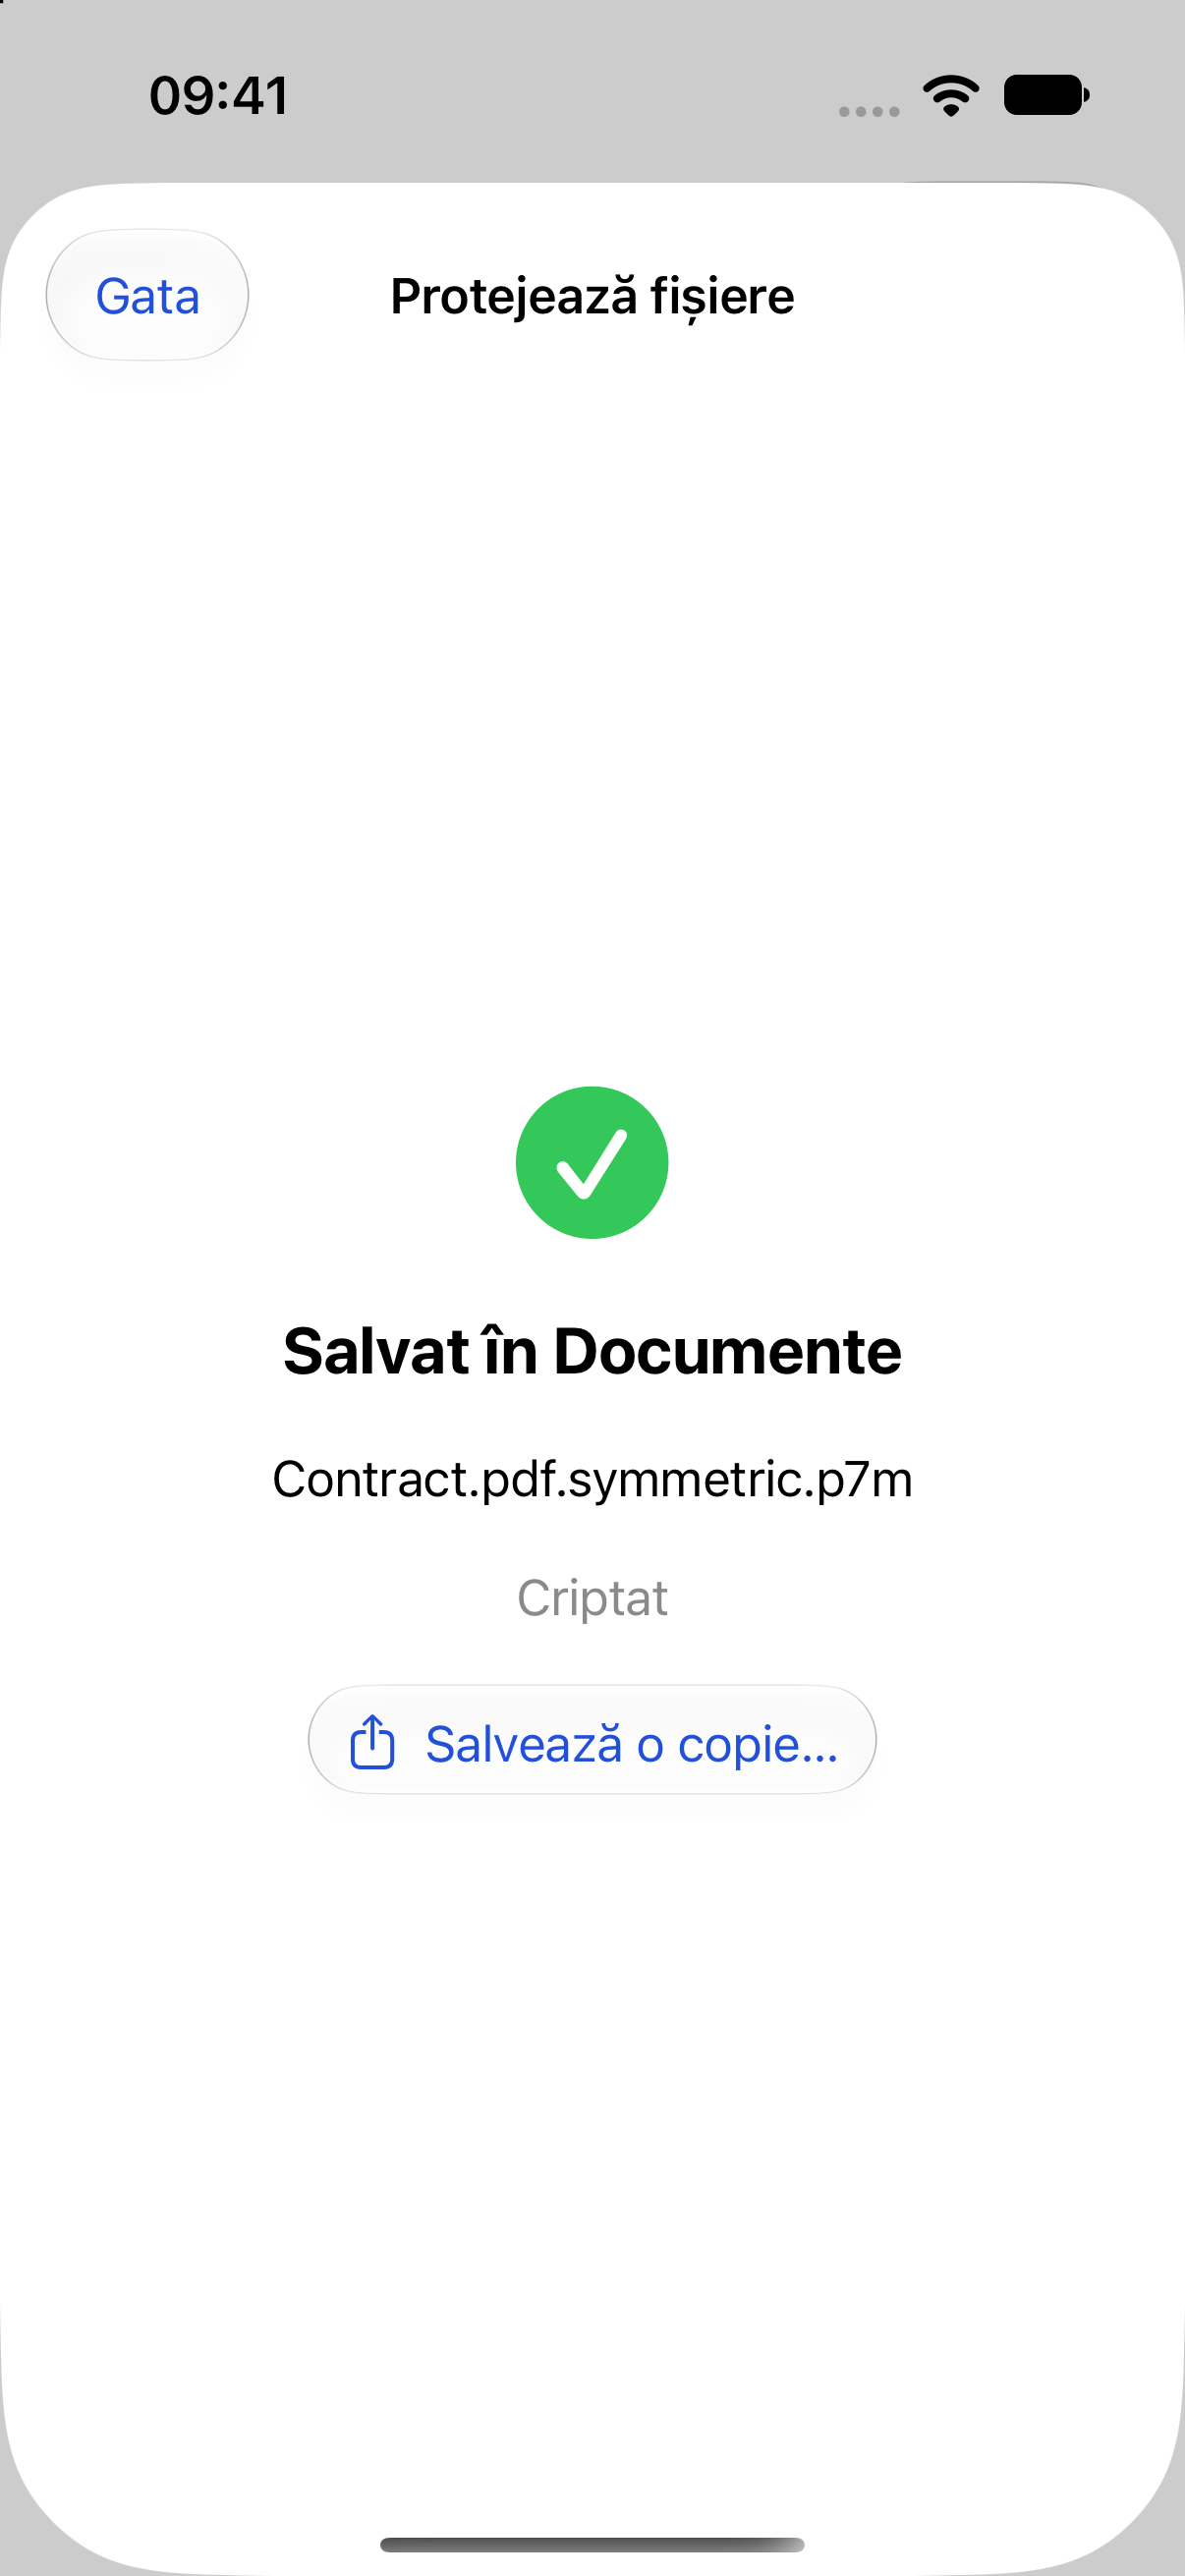 09:41
Gata
Protejează fișiere
Salvat în Documente
Contract.pdf.symmetric.p7m
Criptat
Salvează o copie...